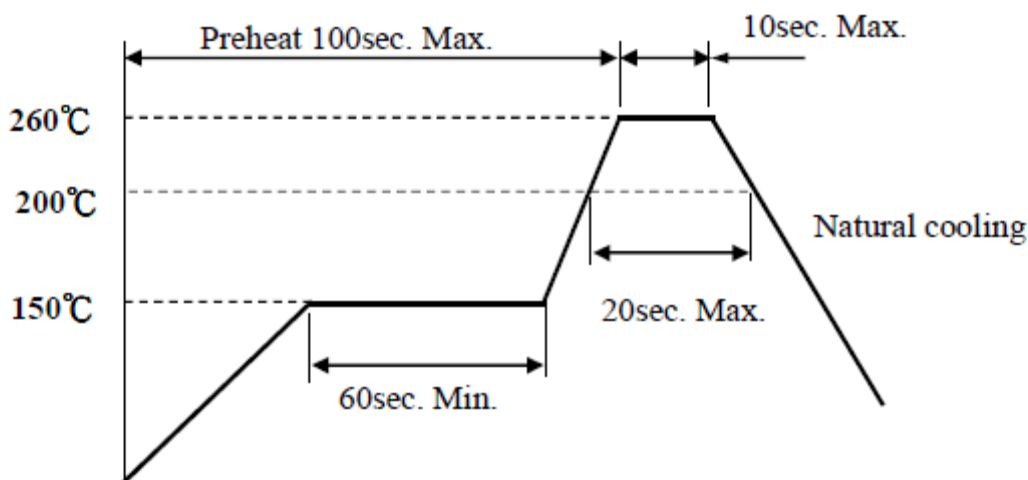 Preheat 100sec. Max.
10sec. Max.
260℃
200℃
150℃
Natural cooling
20sec. Max.
60sec. Min.